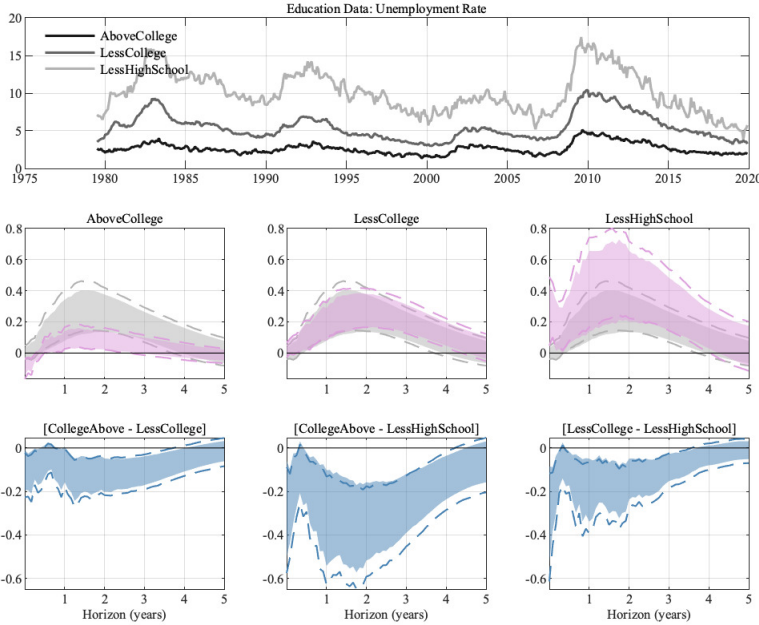 Education Data: Unemployment Rate
20
15
10
5
0
AboveCollege
LessCollege
LessHighSchool
1975 1980 1985 1990 1995 2000 2005 2010 2015 2020
AboveCollege LessCollege LessHighSchool
0.8 0.8 0.8
0.6 0.6 0.6
0.4 0.4 0.4
0.2 0.2 0.2
0 0 0
1 2 3 4 5 1 2 3 4 5 1 2 3 4 5
[CollegeAbove - LessCollege] [CollegeAbove - LessHighSchool] [LessCollege - LessHighSchool]
0 0 0
-0.2 -0.2 -0.2
-0.4 -0.4 -0.4
-0.6 -0.6 -0.6
1 2 3 4 5 1 2 3 4 5 1 2 3 4 5
Horizon (years) Horizon (years) Horizon (years)